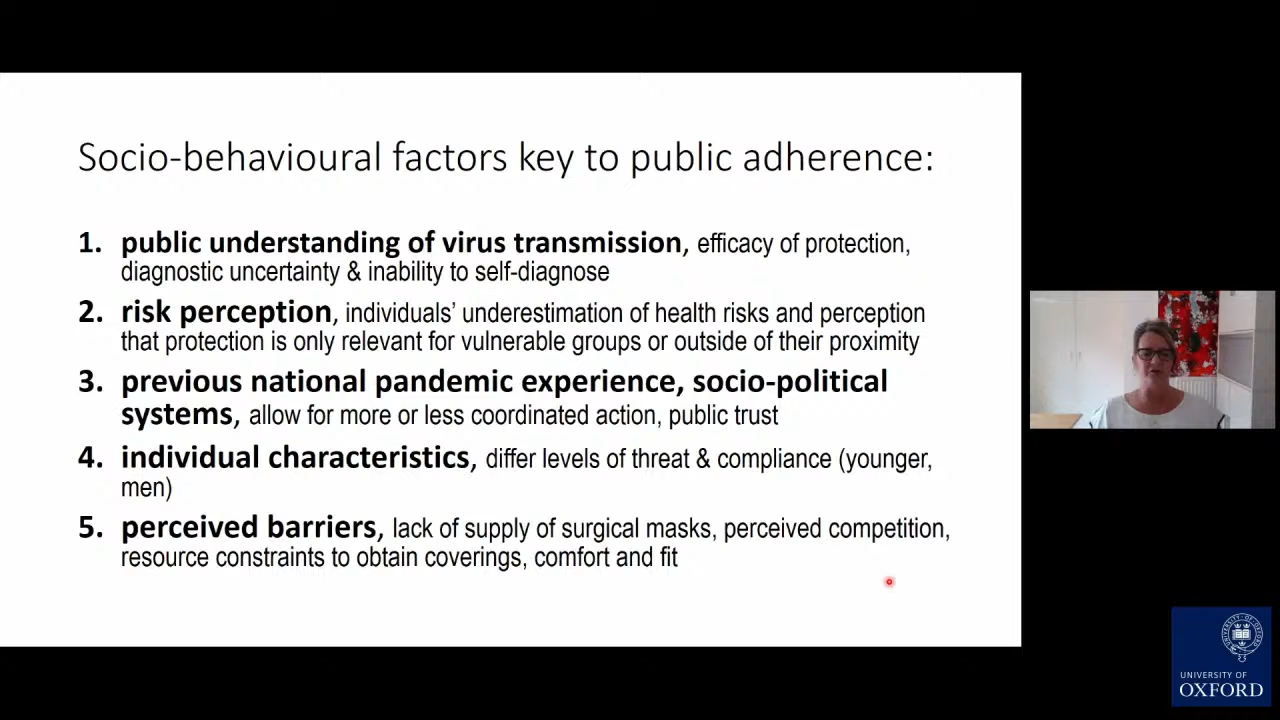 Socio-behavioural factors key to public adherence:
1. public understanding of virus transmission, efficacy of protection,
diagnostic uncertainty & inability to self-diagnose
2. risk perception, individuals’ underestimation of health risks and perception
that protection is only relevant for vulnerable groups or outside of their proximity
3. previous national pandemic experience, socio-political
systems, allow for more or less coordinated action, public trust
4. individual characteristics, differ levels of threat & compliance (younger,
men)
5. perceived barriers, lack of supply of surgical masks, perceived competition,
resource constraints to obtain coverings, comfort and fit
UNIVERSITY OF
OXFORD